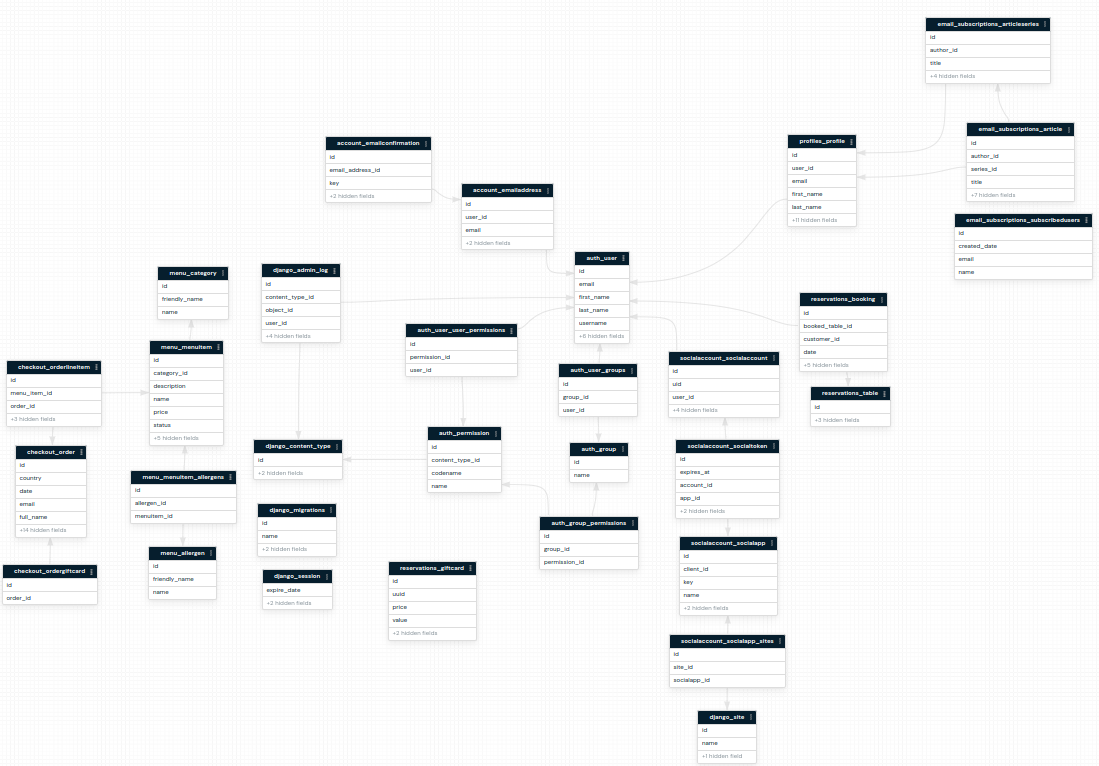 email_subscriptions_articleseries
id
author_id
title
+4 hidden fields
email_subscriptions_article
id
author_id
series_id
title
+7 hidden fields
account_emailconfirmation
id
email_address_id
key
+2 hidden fields
profiles_profile
id
user_id
email
first_name
last_name
+11 hidden fields
account_emailaddress
id
user_id
email
+2 hidden fields
email_subscriptions_subscribedusers
id
created_date
email
name
auth_user
id
email
first_name
last_name
username
+6 hidden fields
menu_category
id
friendly_name
name
django_admin_log
id
content_type_id
object_id
user_id
+4 hidden fields
reservations_booking
id
booked_table_id
customer_id
date
+5 hidden fields
auth_user_user_permissions
id
permission_id
user_id
menu_menuitem
id
category_id
description
name
price
status
+5 hidden fields
socialaccount_socialaccount
id
uid
user_id
+4 hidden fields
checkout_orderlineitem
id
menu_item_id
order_id
+3 hidden fields
auth_user_groups
id
group_id
user_id
reservations_table
id
+3 hidden fields
auth_permission
id
content_type_id
codename
name
django_content_type
id
+2 hidden fields
auth_group
id
name
socialaccount_socialtoken
id
expires_at
account_id
app_id
+2 hidden fields
checkout_order
id
country
date
email
full_name
+14 hidden fields
menu_menuitem_allergens
id
allergen_id
menuitem_id
django_migrations
id
name
+2 hidden fields
auth_group_permissions
id
group_id
permission_id
socialaccount_socialapp
id
client_id
key
name
+2 hidden fields
menu_allergen
id
friendly_name
name
checkout_ordergiftcard
id
order_id
django_session
expire_date
+2 hidden fields
reservations_giftcard
id
uuid
price
value
+3 hidden fields
socialaccount_socialapp_sites
id
site_id
socialapp_id
django_site
id
name
+1 hidden field